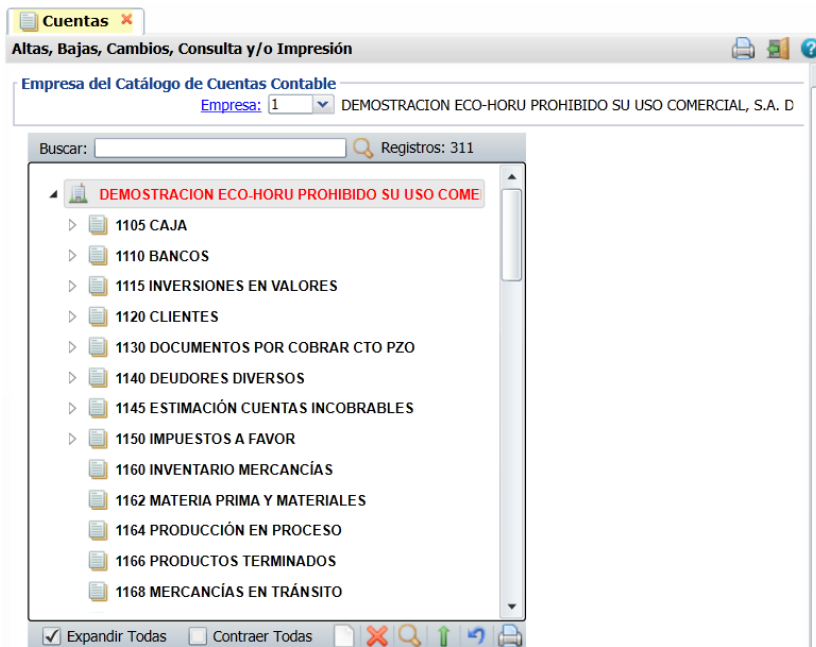 Cuentas
Altas, Bajas, Cambios, Consulta y/o Impresión
Empresa del Catálogo de Cuentas Contable
Empresa: 1 DEMOSTRACION ECO-HORU PROHIBIDO SU USO COMERCIAL, S.A. D
Buscar: Registros: 311
DEMOSTRACION ECO-HORU PROHIBIDO SU USO COME
1105 CAJA
1110 BANCOS
1115 INVERSIONES EN VALORES
1120 CLIENTES
1130 DOCUMENTOS POR COBRAR CTO PZO
1140 DEUDORES DIVERSOS
1145 ESTIMACIÓN CUENTAS INCOBRABLES
1150 IMPUESTOS A FAVOR
1160 INVENTARIO MERCANCÍAS
1162 MATERIA PRIMA Y MATERIALES
1164 PRODUCCIÓN EN PROCESO
1166 PRODUCTOS TERMINADOS
1168 MERCANCÍAS EN TRÁNSITO
Expandir Todas Contraer Todas